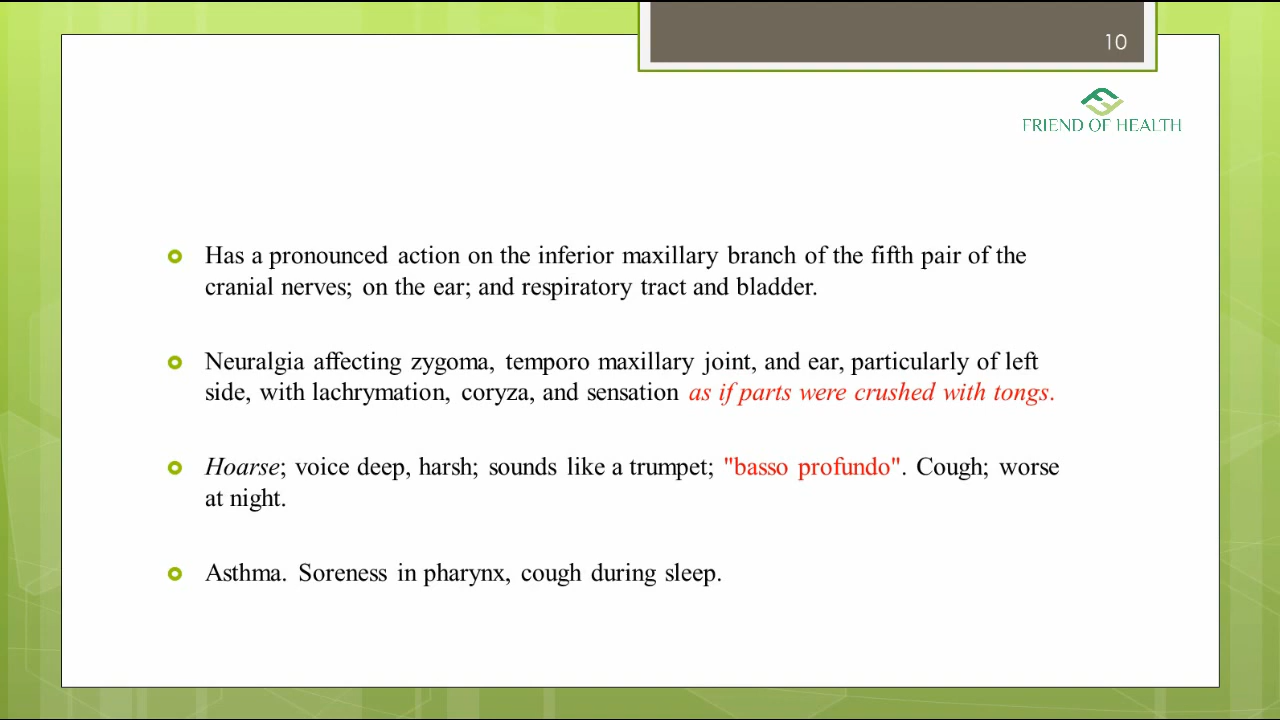 10
FRIEND OF HEALTH
Has a pronounced action on the inferior maxillary branch of the fifth pair of the
cranial nerves; on the ear; and respiratory tract and bladder.
Neuralgia affecting zygoma, temporo maxillary joint, and ear, particularly of left
side, with lachrymation, coryza, and sensation as if parts were crushed with tongs.
Hoarse; voice deep, harsh; sounds like a trumpet; "basso profundo". Cough; worse
at night.
Asthma. Soreness in pharynx, cough during sleep.